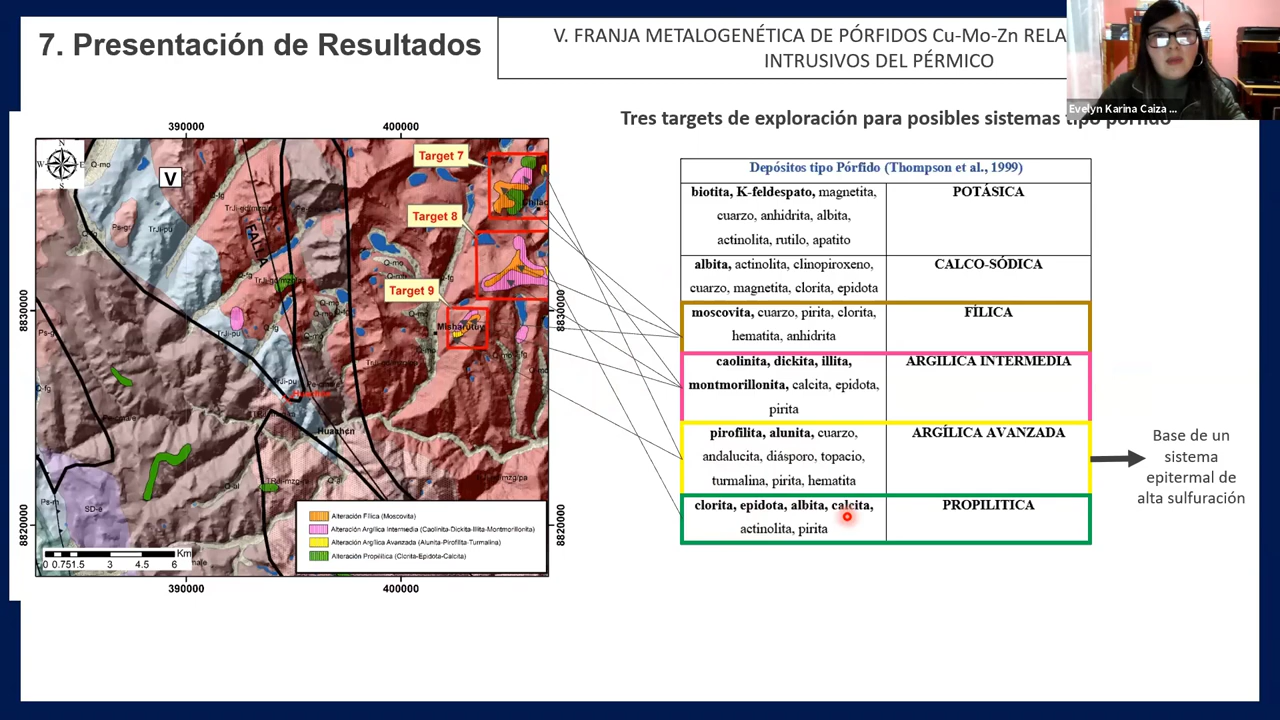 7. Presentación de Resultados
V. FRANJA METALOGENÉTICA DE PÓRFIDOS Cu-Mo-Zn RELA
INTRUSIVOS DEL PÉRMICO
Evelyn Karina Caiza ...
Tres targets de exploración para posibles sistemas tipo pórfido
390000
400000
N
W
E
S
Q-mo
V
Target 7
Target 8
Target 9
FALTA
Misharutuy
Huachon
8830000
8830000
8820000
8820000
Alteración Fílica (Moscovita)
Alteración Argílica Intermedia (Caolinita-Dickita-Illita-Montmorillonita)
Alteración Argílica Avanzada (Alunita-Pirofilita-Turmalina)
Alteración Propilítica (Clorita-Epidota-Calcita)
Km
0 0.751.5 3 4.5 6
390000
400000
Depósitos tipo Pórfido (Thompson et al., 1999)
biotita, K-feldespato, magnetita,
cuarzo, anhidrita, albita,
actinolita, rutilo, apatito
POTÁSICA
albita, actinolita, clinopiroxeno,
cuarzo, magnetita, clorita, epidota
CALCO-SÓDICA
moscovita, cuarzo, pirita, clorita,
hematita, anhidrita
FÍLICA
caolinita, dickita, illita,
montmorillonita, calcita, epidota,
pirita
ARGILICA INTERMEDIA
pirofilita, alunita, cuarzo,
andalucita, diásporo, topacio,
turmalina, pirita, hematita
ARGÍLICA AVANZADA
clorita, epidota, albita, calcita,
actinolita, pirita
PROPILITICA
Base de un
sistema
epitermal de
alta sulfuración